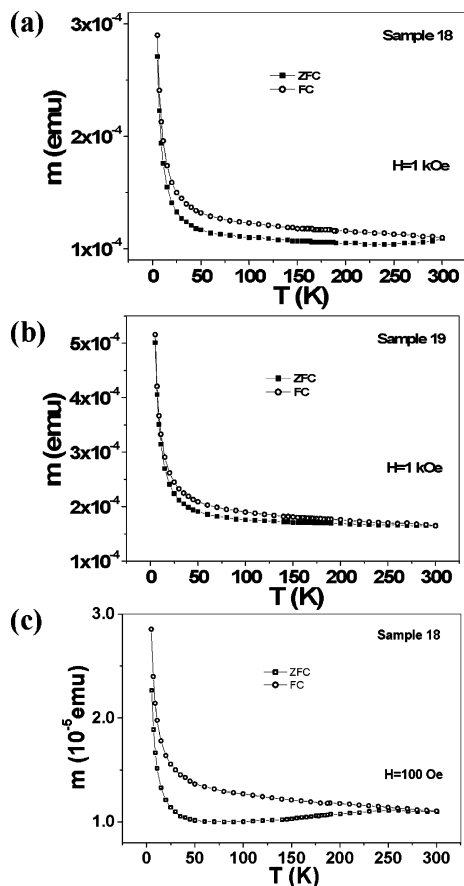 (a)
3x10⁻⁴
2x10⁻⁴
1x10⁻⁴
m (emu)
Sample 18
ZFC
FC
H=1 kOe
0 50 100 150 200 250 300
T (K)
(b)
5x10⁻⁴
4x10⁻⁴
3x10⁻⁴
2x10⁻⁴
1x10⁻⁴
m (emu)
Sample 19
ZFC
FC
H=1 kOe
0 50 100 150 200 250 300
T (K)
(c)
3.0
2.0
1.0
m (10⁻⁵emu)
Sample 18
ZFC
FC
H=100 Oe
0 50 100 150 200 250 300
T (K)